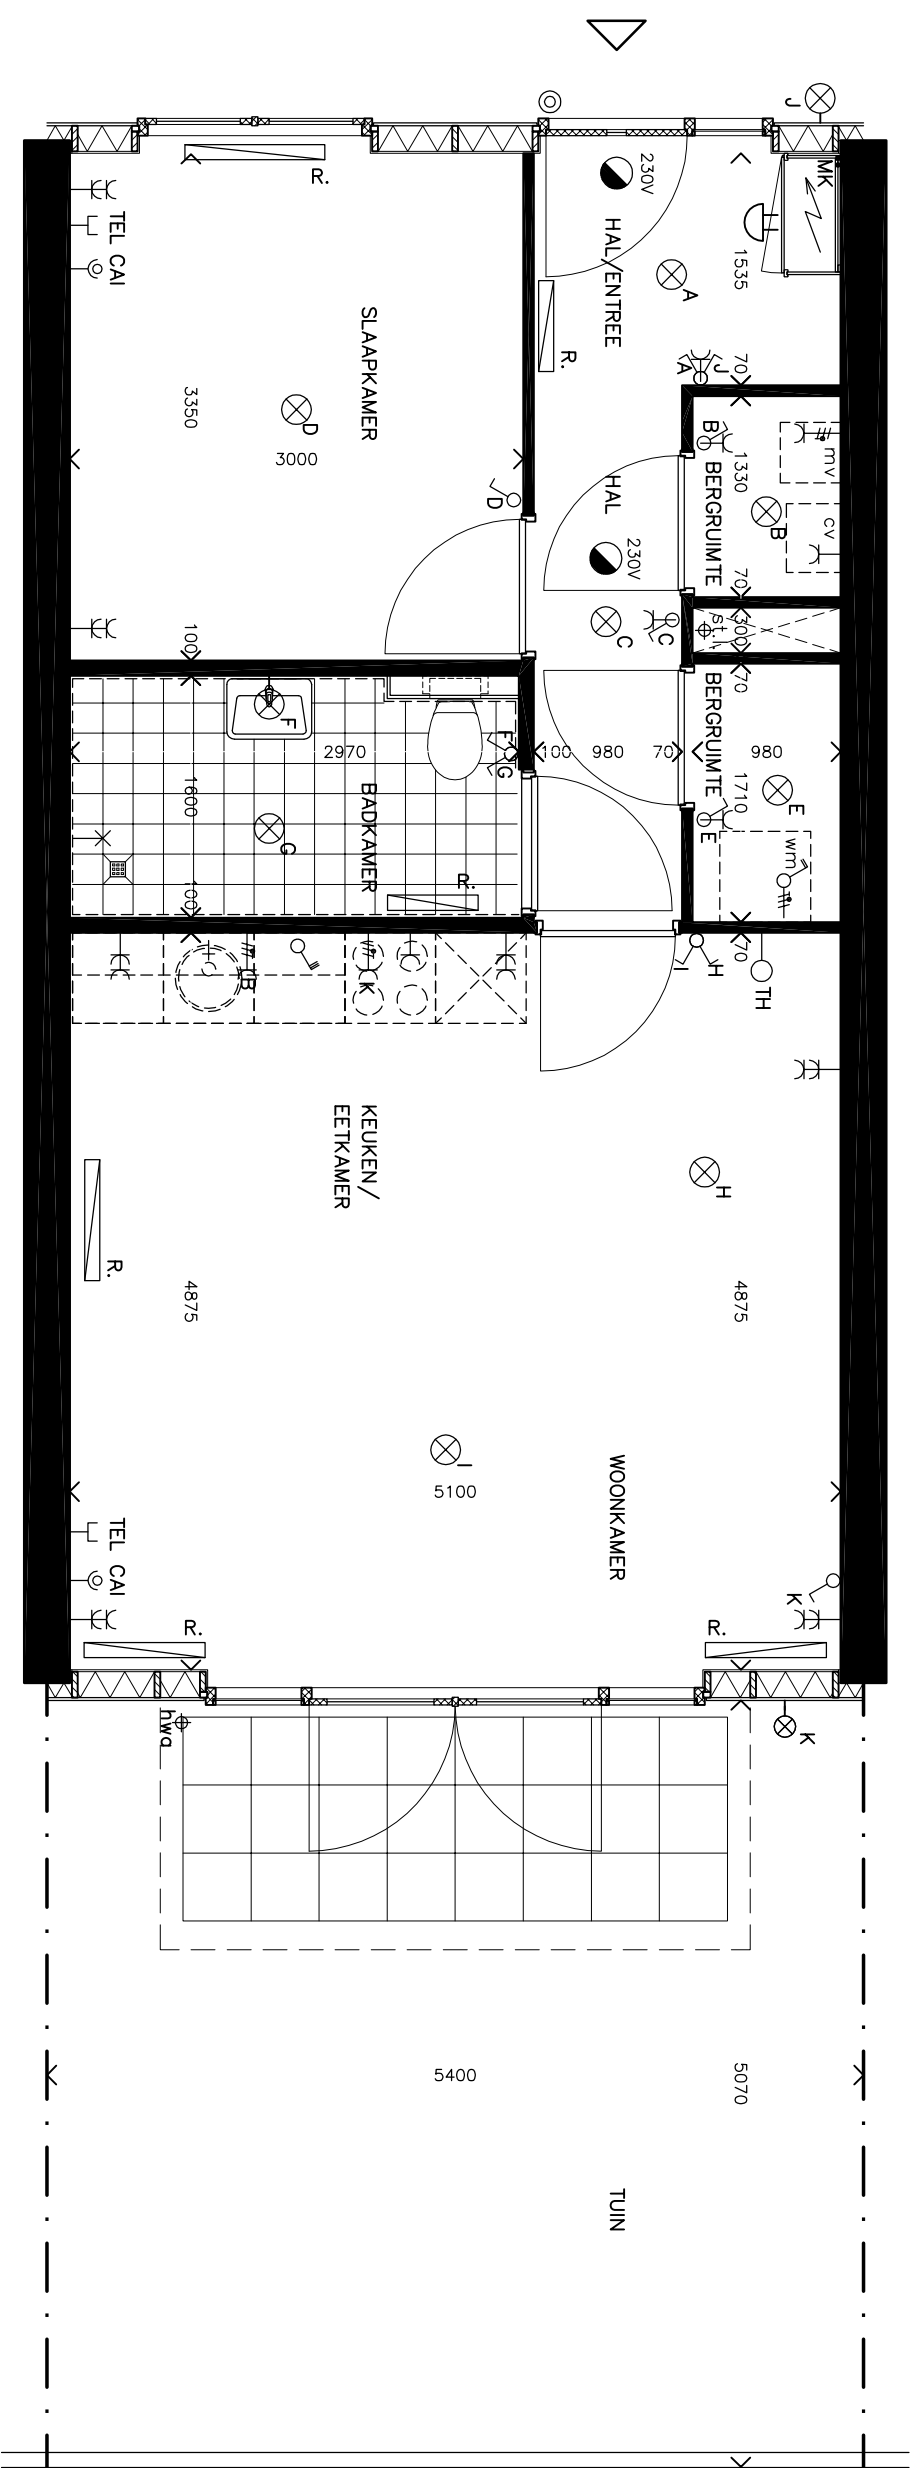 J
MK
R.
230V
HAL/ENTREE
A
1535
TEL CAI
R.
SLAAPKAMER
A
J
70
3350
D
3000
D
HAL
230V
B
1330
BERGRUIMTE
mv
cv
B
70
C
C
st.l.
300
100
70
F
2970
F
G
100
980
70
980
BERGRUIMTE
1710
E
E
wm
1600
BADKAMER
G
R.
100
70
I
H
TH
B
K
KEUKEN/
EETKAMER
H
R.
4875
4875
I
5100
WOONKAMER
TEL CAI
K
R.
R.
hwa
K
5400
5070
TUIN